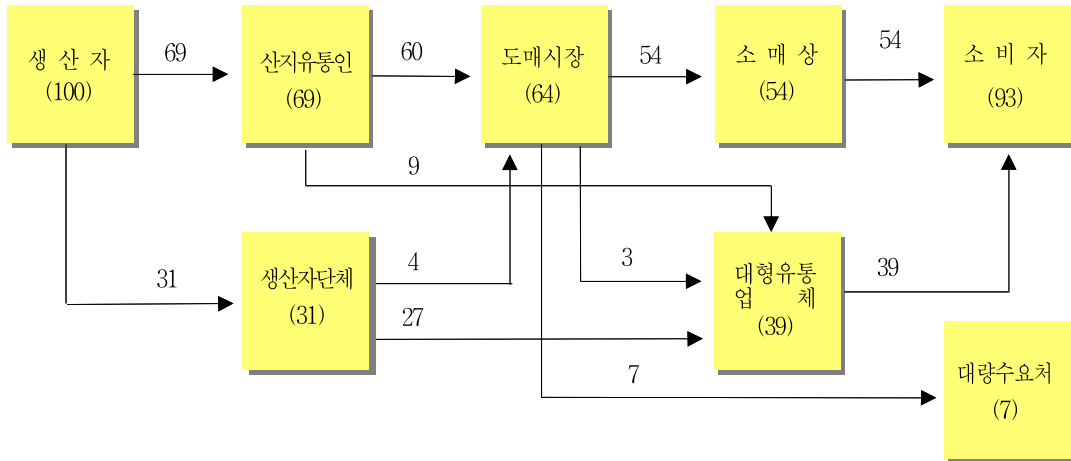 생 산 자
(100)
69
산지유통인
(69)
60
도매시장
(64)
54
소 매 상
(54)
54
소 비 자
(93)
9
31
생산자단체
(31)
4
27
3
대형유통
업 체
(39)
39
7
대량수요처
(7)